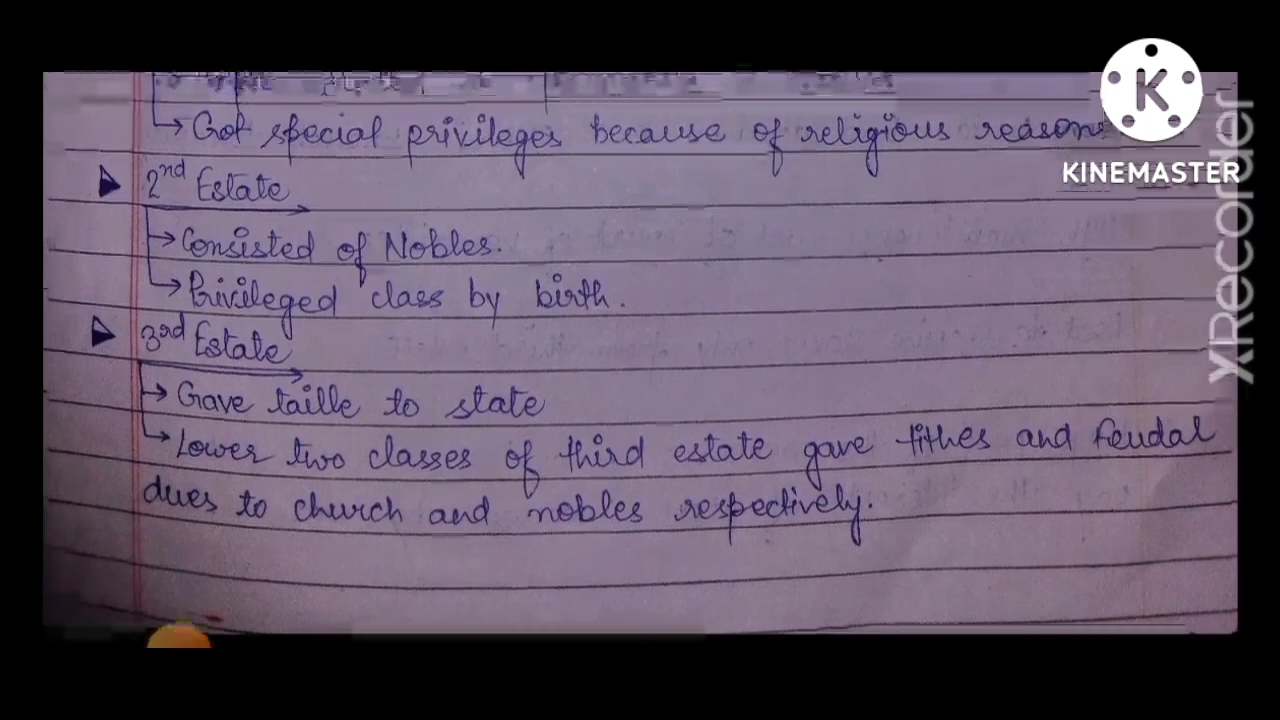 → Got special privileges because of religious reasons
2nd Estate
→ Consisted of Nobles.
→ Privileged class by birth.
3rd Estate
→ Gave taille to state
→ Lower two classes of third estate gave tithes and feudal
dues to church and nobles respectively.
K
KINEMASTER
XRecorder